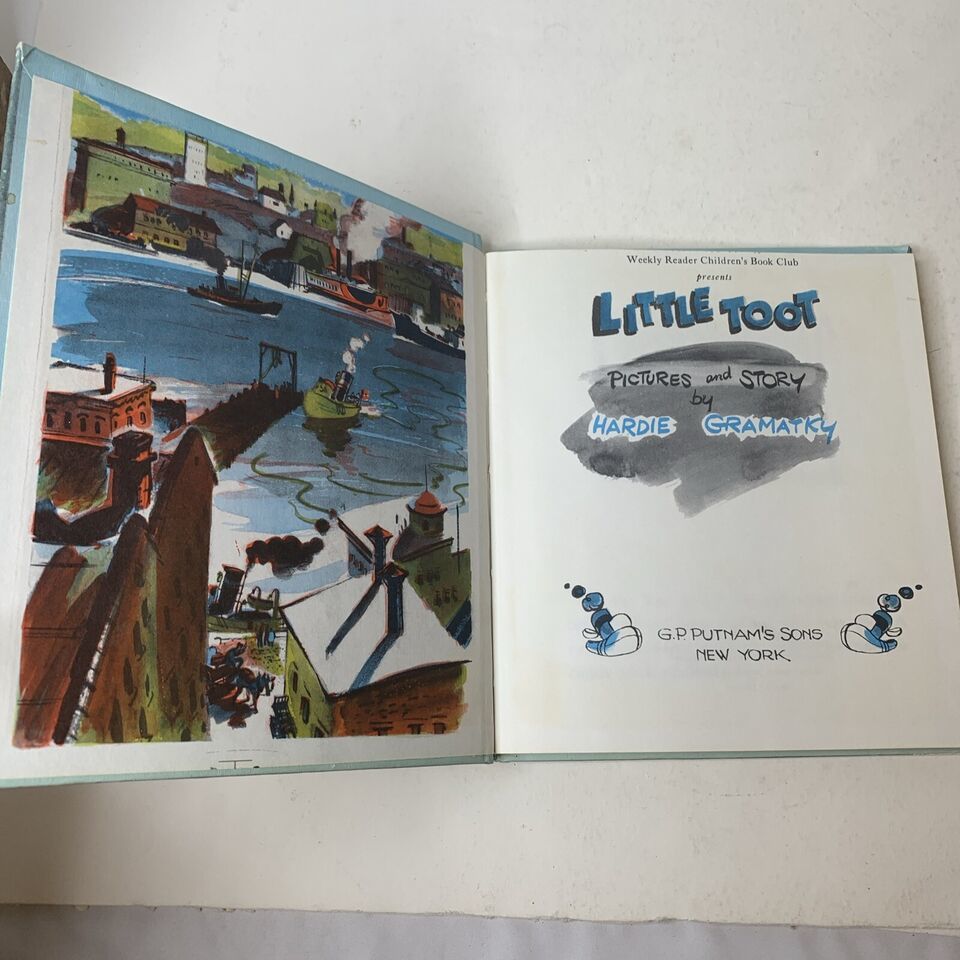 Weekly Reader Children's Book Club
presents
LITTLE TOOT
PICTURES and STORY
by
HARDIE GRAMATKY
G.P. PUTNAM'S SONS
NEW YORK